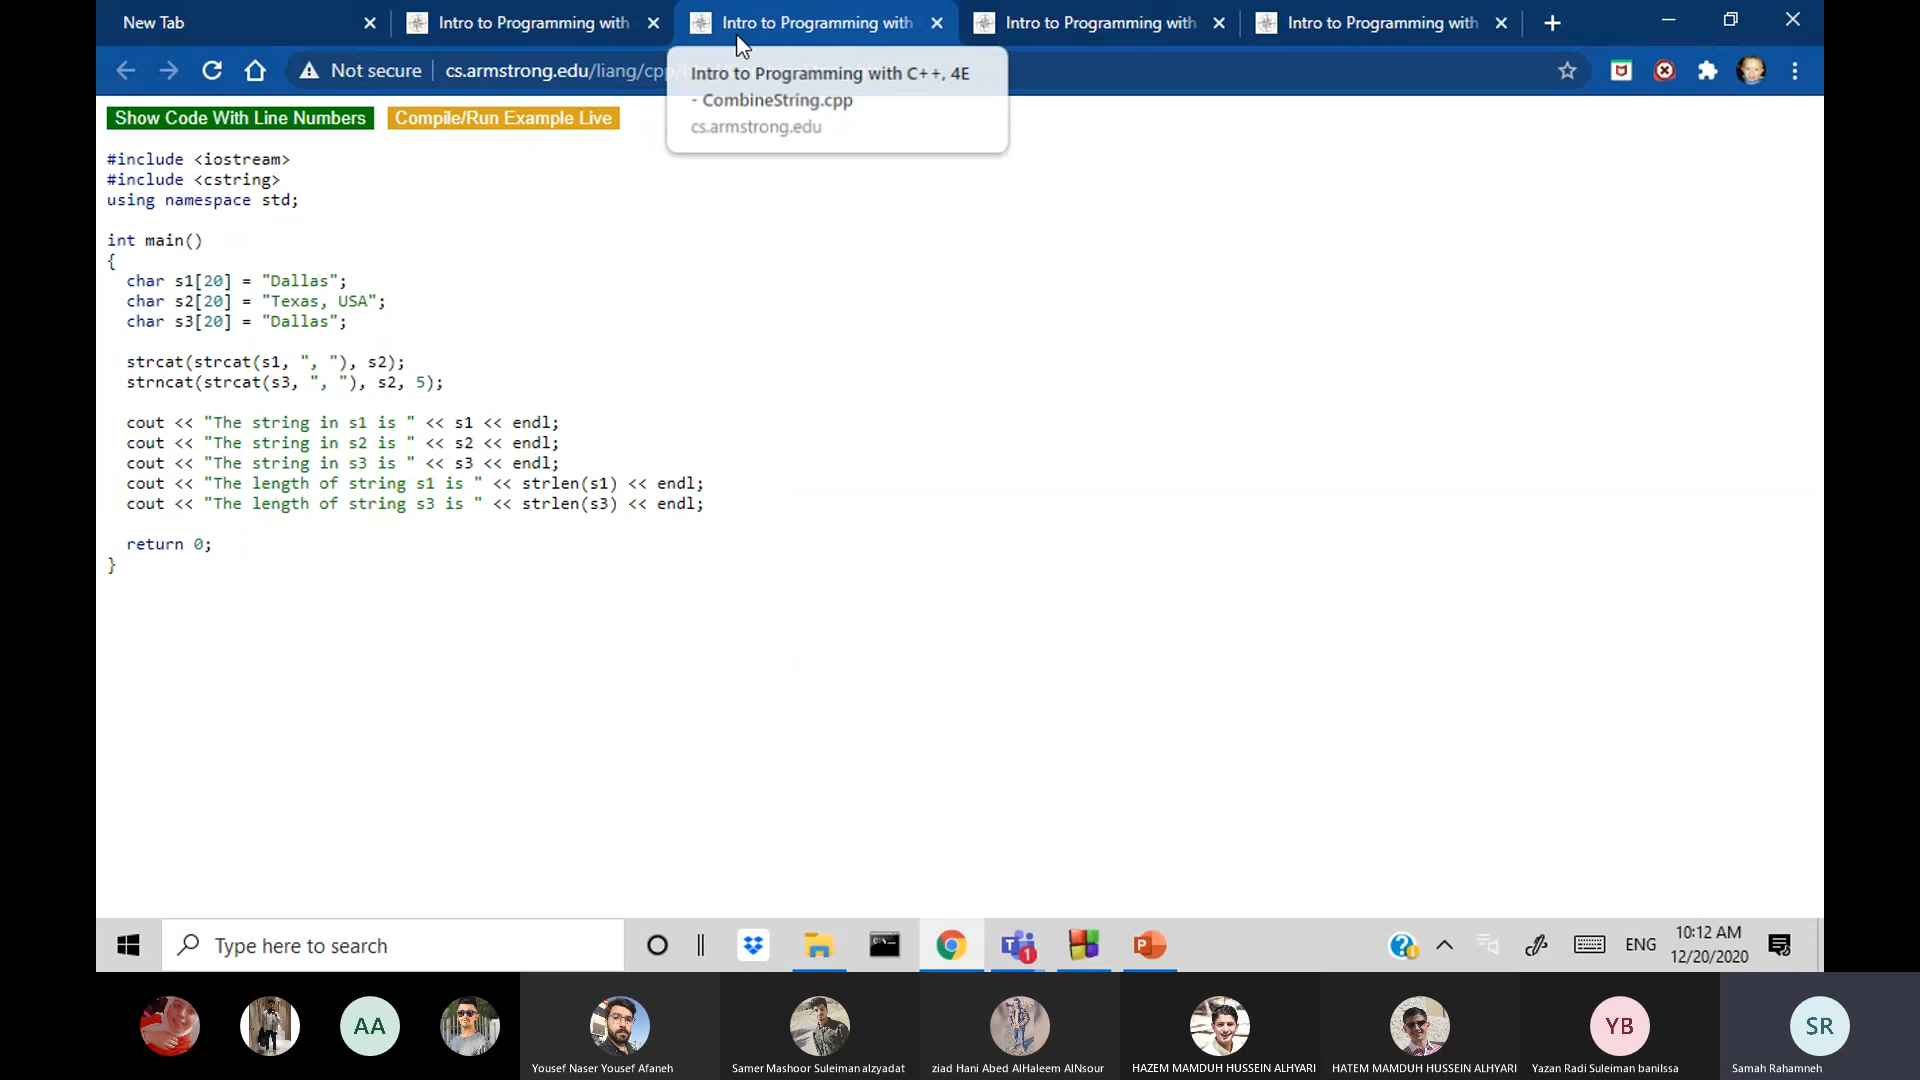 New Tab
Intro to Programming with
Intro to Programming with
Intro to Programming with
Intro to Programming with
Not secure
cs.armstrong.edu/liang/cpp
Intro to Programming with C++, 4E
- CombineString.cpp
cs.armstrong.edu
Show Code With Line Numbers
Compile/Run Example Live
#include <iostream>
#include <cstring>
using namespace std;
int main()
{
char s1[20] = "Dallas";
char s2[20] = "Texas, USA";
char s3[20] = "Dallas";
strcat(strcat(s1, ", "), s2);
strncat(strcat(s3, ", "), s2, 5);
cout << "The string in s1 is " << s1 << endl;
cout << "The string in s2 is " << s2 << endl;
cout << "The string in s3 is " << s3 << endl;
cout << "The length of string s1 is " << strlen(s1) << endl;
cout << "The length of string s3 is " << strlen(s3) << endl;
return 0;
}
Type here to search
1
ENG
10:12 AM
12/20/2020
AA
YB
SR
Yousef Naser Yousef Afaneh
Samer Mashoor Suleiman alzyadat
ziad Hani Abed AlHaleem AlNsour
HAZEM MAMDUH HUSSEIN ALHYARI
HATEM MAMDUH HUSSEIN ALHYARI
Yazan Radi Suleiman baniIssa
Samah Rahamneh